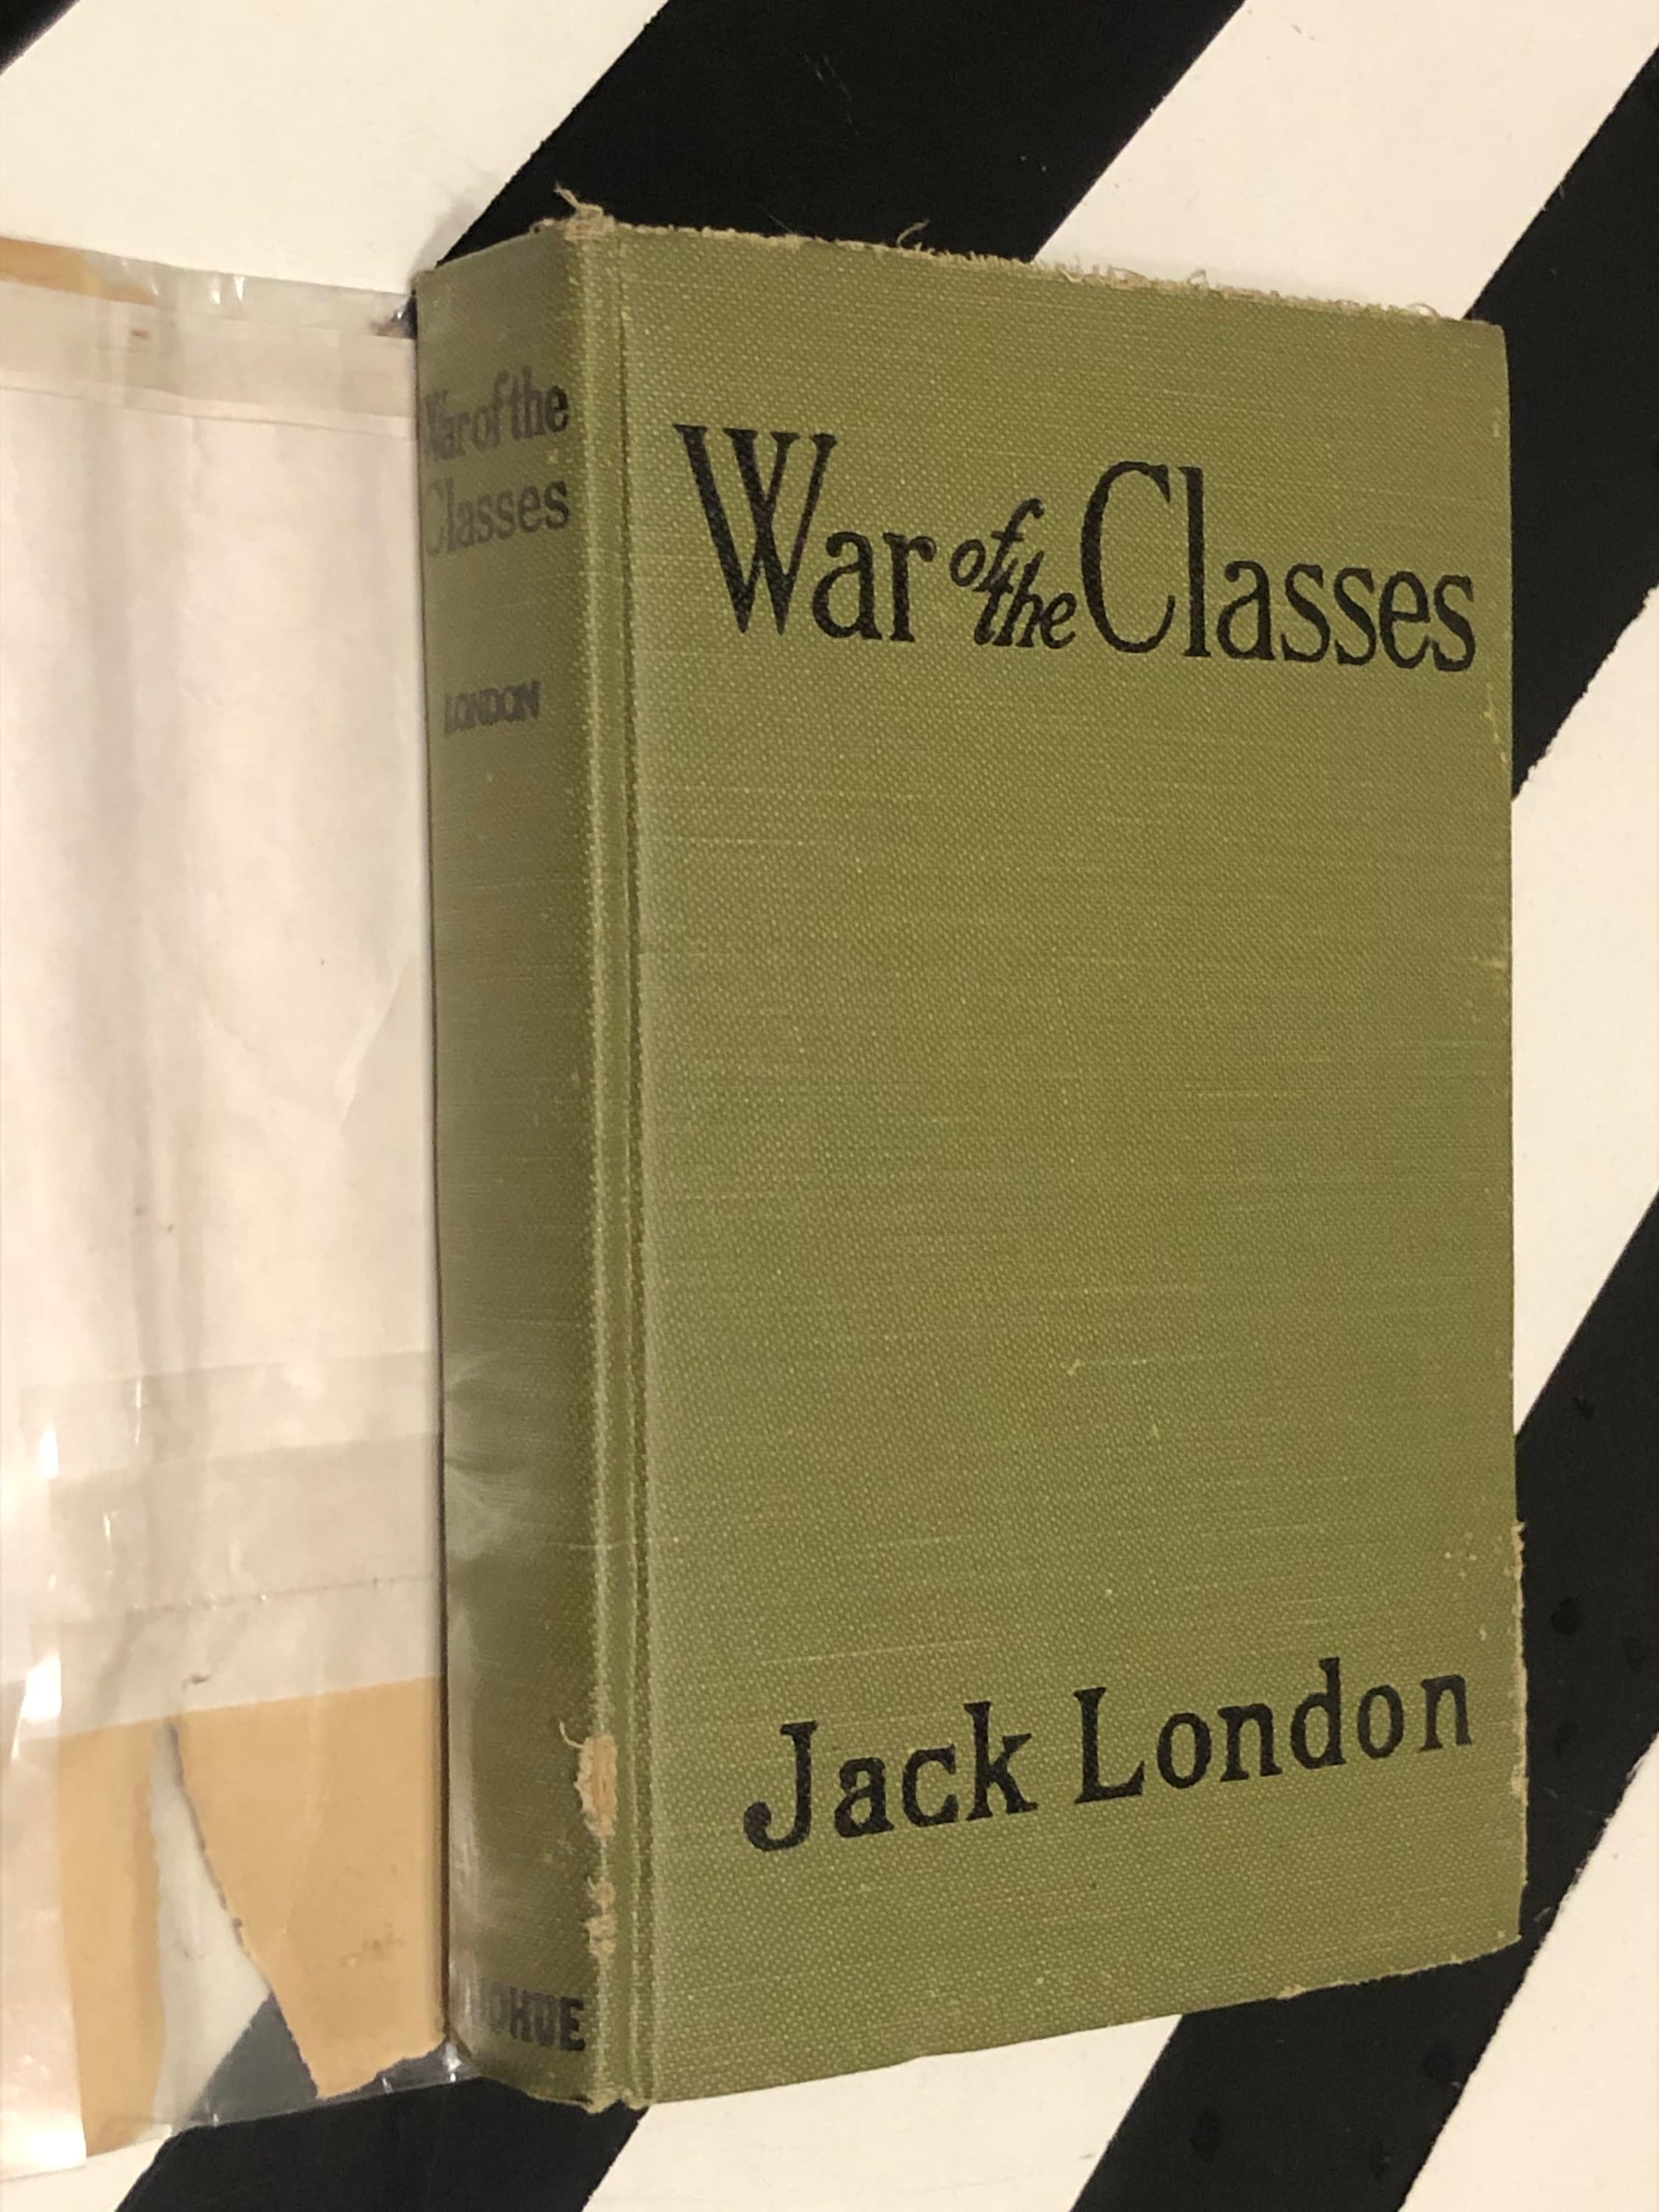 War of the
Classes
LONDON
War of the Classes
Jack London